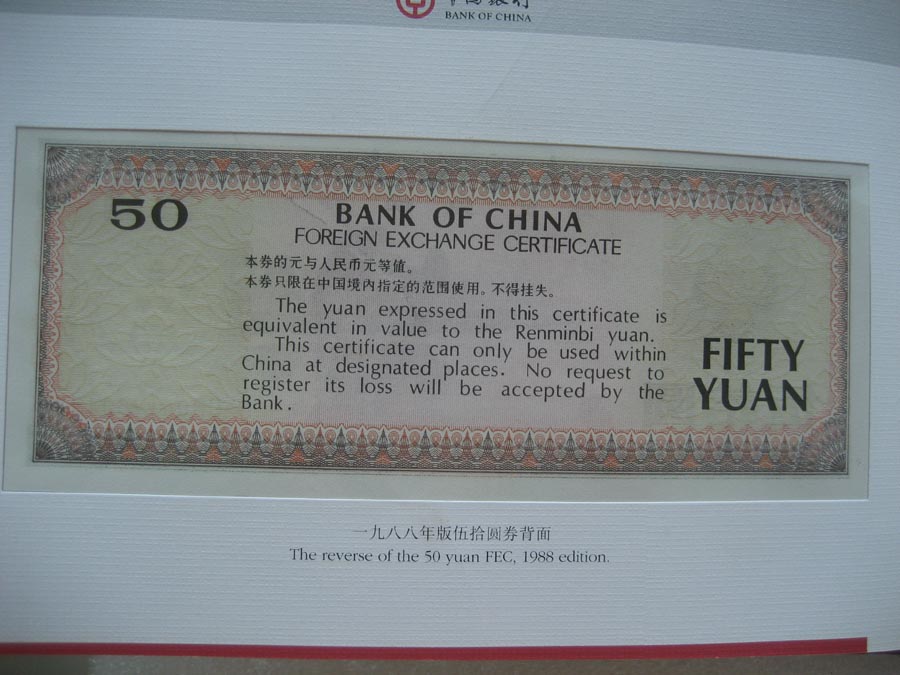 BANK OF CHINA
50
BANK OF CHINA
FOREIGN EXCHANGE CERTIFICATE
本券的元与人民币元等值。
本券只限在中国境内指定的范围使用。不得挂失。
The yuan expressed in this certificate is
equivalent in value to the Renminbi yuan.
This certificate can only be used within
China at designated places. No request to
register its loss will be accepted by the
Bank.
FIFTY
YUAN
一九八八年版伍拾圆券背面
The reverse of the 50 yuan FEC, 1988 edition.